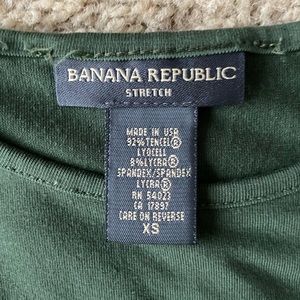 BANANA REPUBLIC
STRETCH
MADE IN USA
92%TENCEL®
LYOCELL
8%LYCRA®
SPANDEX/SPANDEX
LYCRA®
RN 54023
CA 17897
CARE ON REVERSE
XS